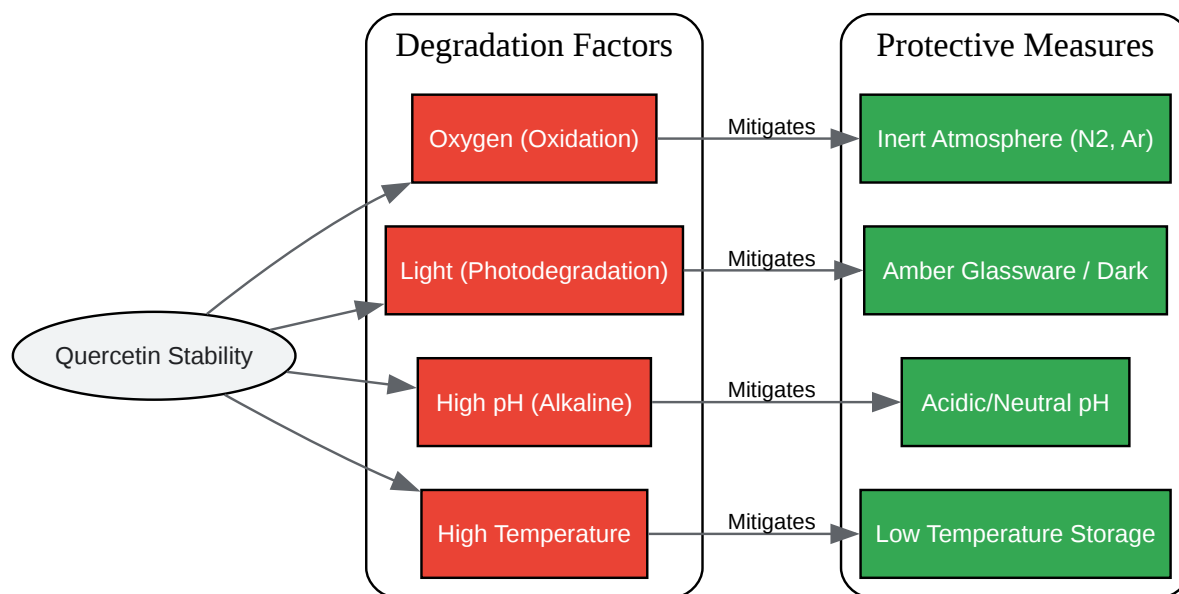 Degradation Factors
Protective Measures
Oxygen (Oxidation)
Mitigates
Inert Atmosphere (N2, Ar)
Light (Photodegradation)
Mitigates
Amber Glassware / Dark
Quercetin Stability
High pH (Alkaline)
Mitigates
Acidic/Neutral pH
High Temperature
Mitigates
Low Temperature Storage